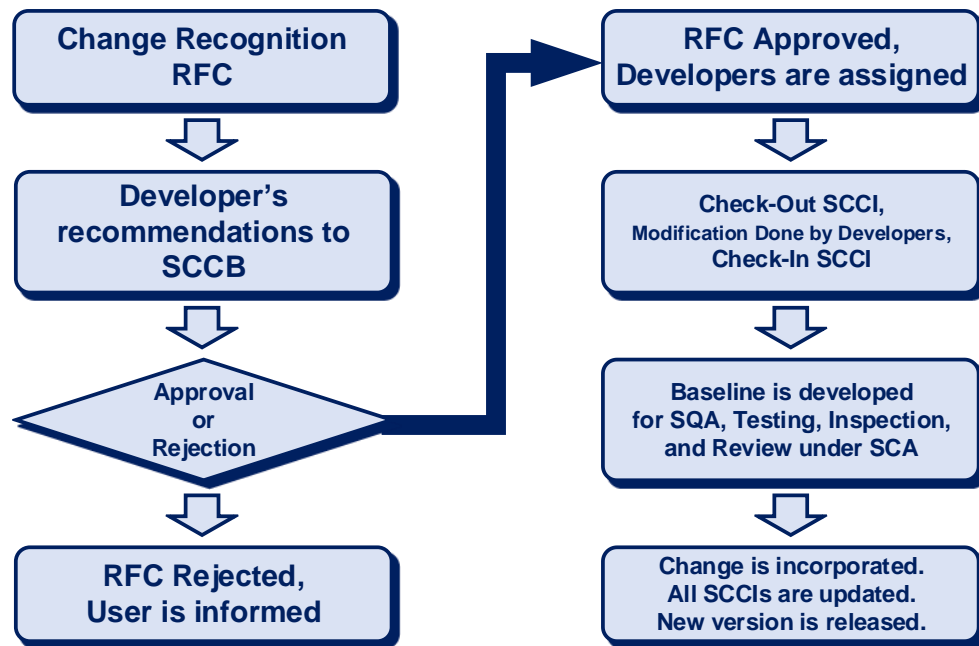 Change Recognition
RFC
Developer’s
recommendations to
SCCB
Approval
or
Rejection
RFC Rejected,
User is informed
RFC Approved,
Developers are assigned
Check-Out SCCI,
Modification Done by Developers,
Check-In SCCI
Baseline is developed
for SQA, Testing, Inspection,
and Review under SCA
Change is incorporated.
All SCCIs are updated.
New version is released.